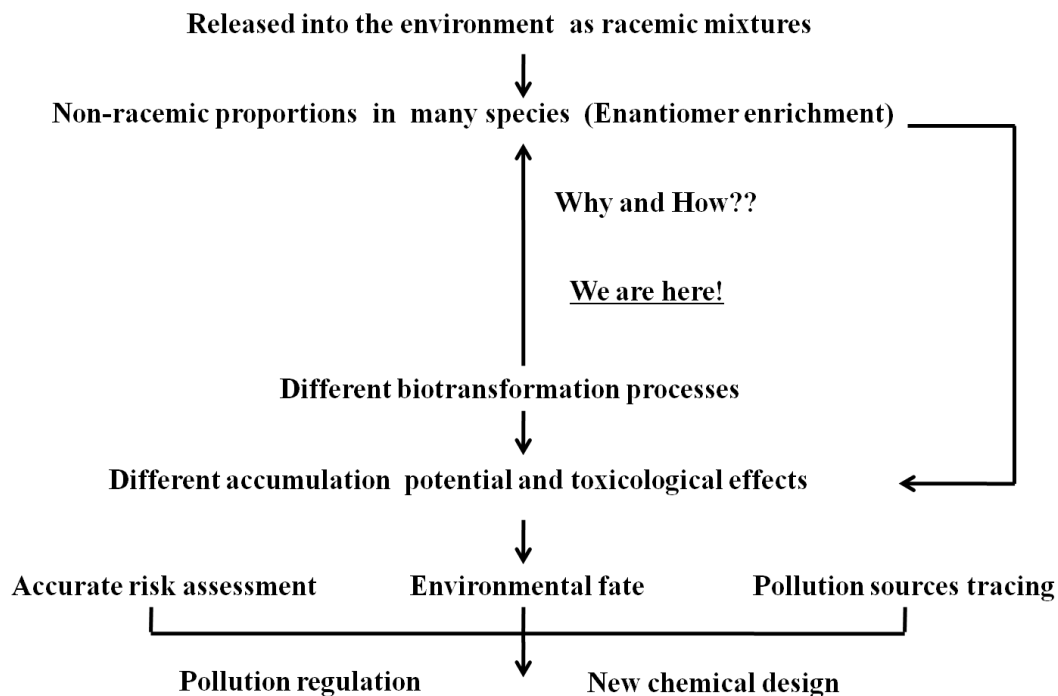 Released into the environment as racemic mixtures
Non-racemic proportions in many species (Enantiomer enrichment)
Why and How??
We are here!
Different biotransformation processes
Different accumulation potential and toxicological effects
Accurate risk assessment Environmental fate Pollution sources tracing
Pollution regulation New chemical design